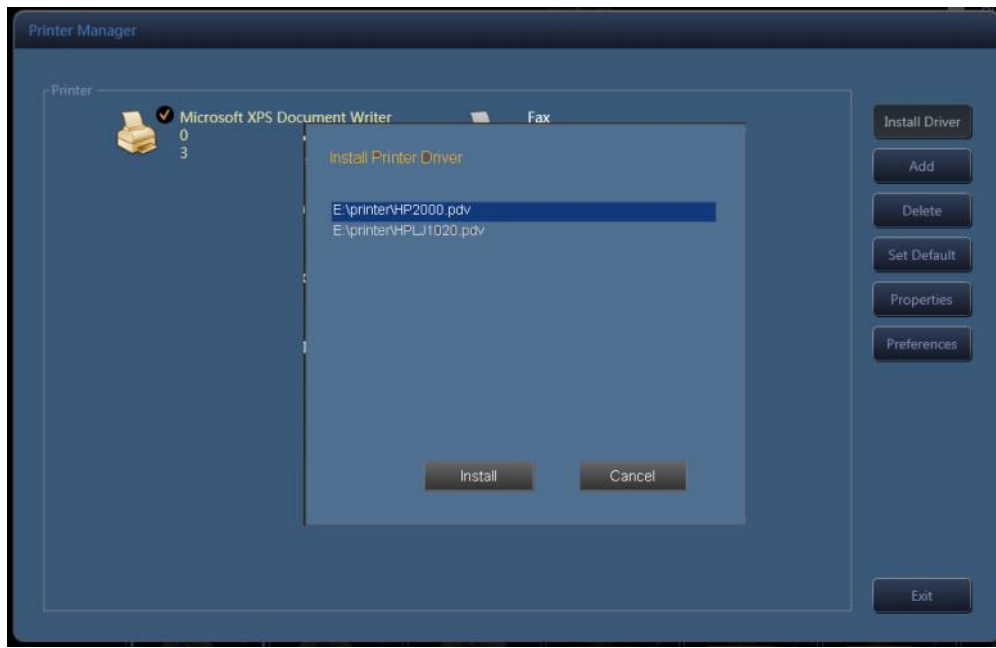 Printer Manager
Printer
Microsoft XPS Document Writer
0
3
Fax
Install Driver
Add
Delete
Set Default
Properties
Preferences
Exit
Install Printer Driver
E:\printer\HP2000.pdv
E:\printer\HPLJ1020.pdv
Install
Cancel